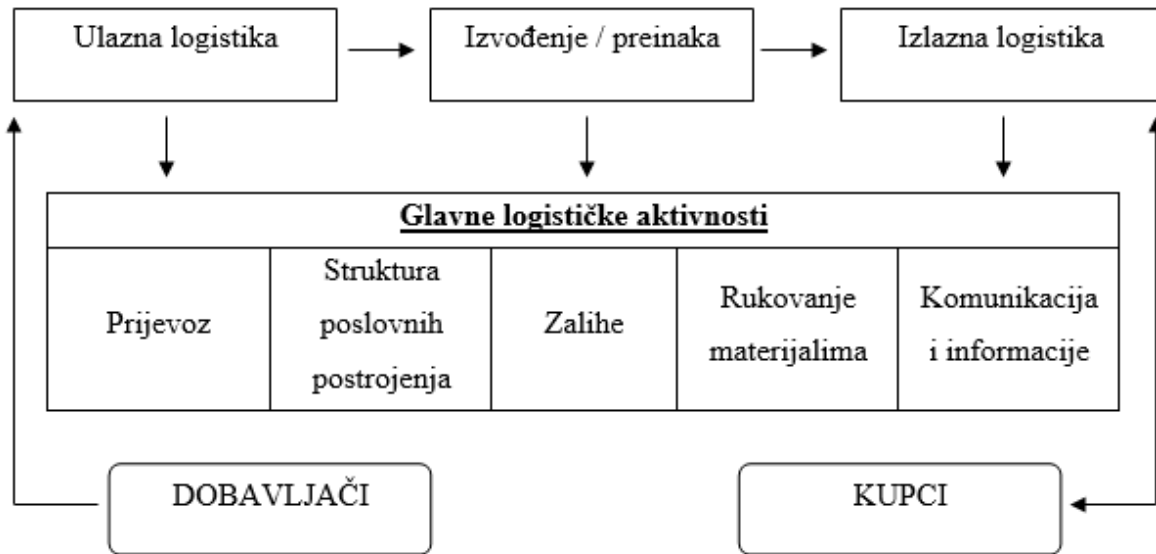 Ulazna logistika
Izvođenje / preinaka
Izlazna logistika
Glavne logističke aktivnosti
Prijevoz
Struktura
poslovnih
postrojenja
Zalihe
Rukovanje
materijalima
Komunikacija
i informacije
DOBAVLJAČI
KUPCI